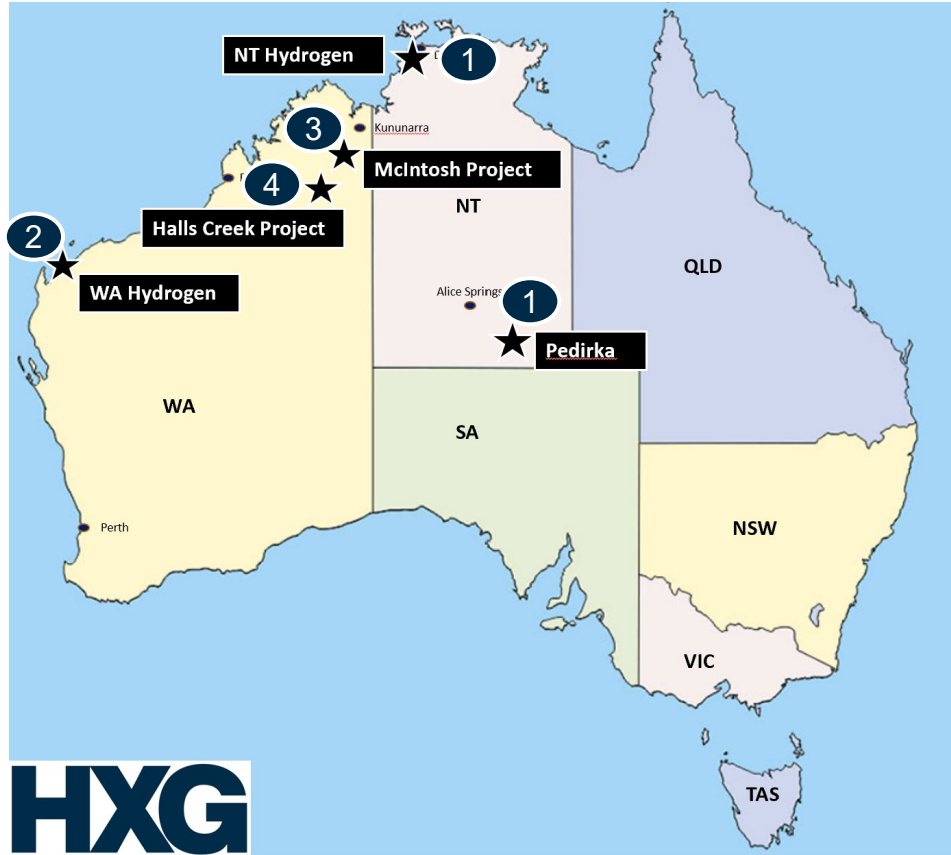 NT Hydrogen
1
3
Kununarra
McIntosh Project
4
NT
Halls Creek Project
2
WA Hydrogen
QLD
Alice Springs
1
Pedirka
WA
SA
Perth
NSW
VIC
TAS
HXG